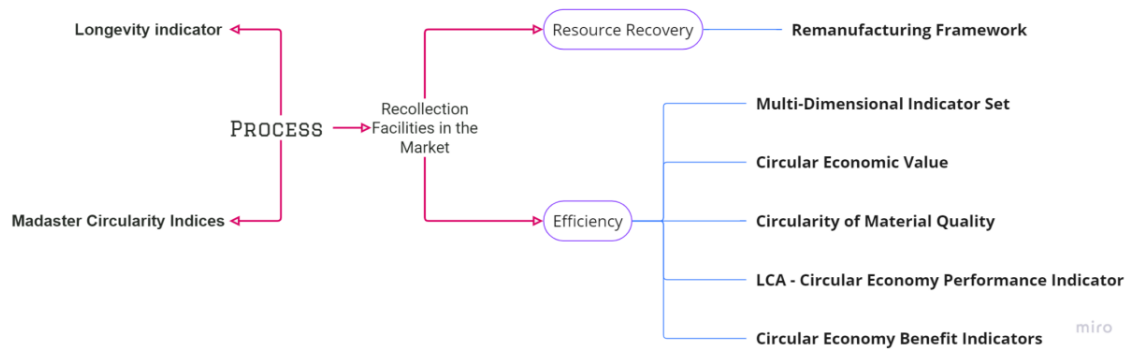 Longevity indicator
Resource Recovery
Remanufacturing Framework
Recollection
Facilities in the
Market
PROCESS
Multi-Dimensional Indicator Set
Circular Economic Value
Madaster Circularity Indices
Efficiency
Circularity of Material Quality
LCA - Circular Economy Performance Indicator
Circular Economy Benefit Indicators
miro